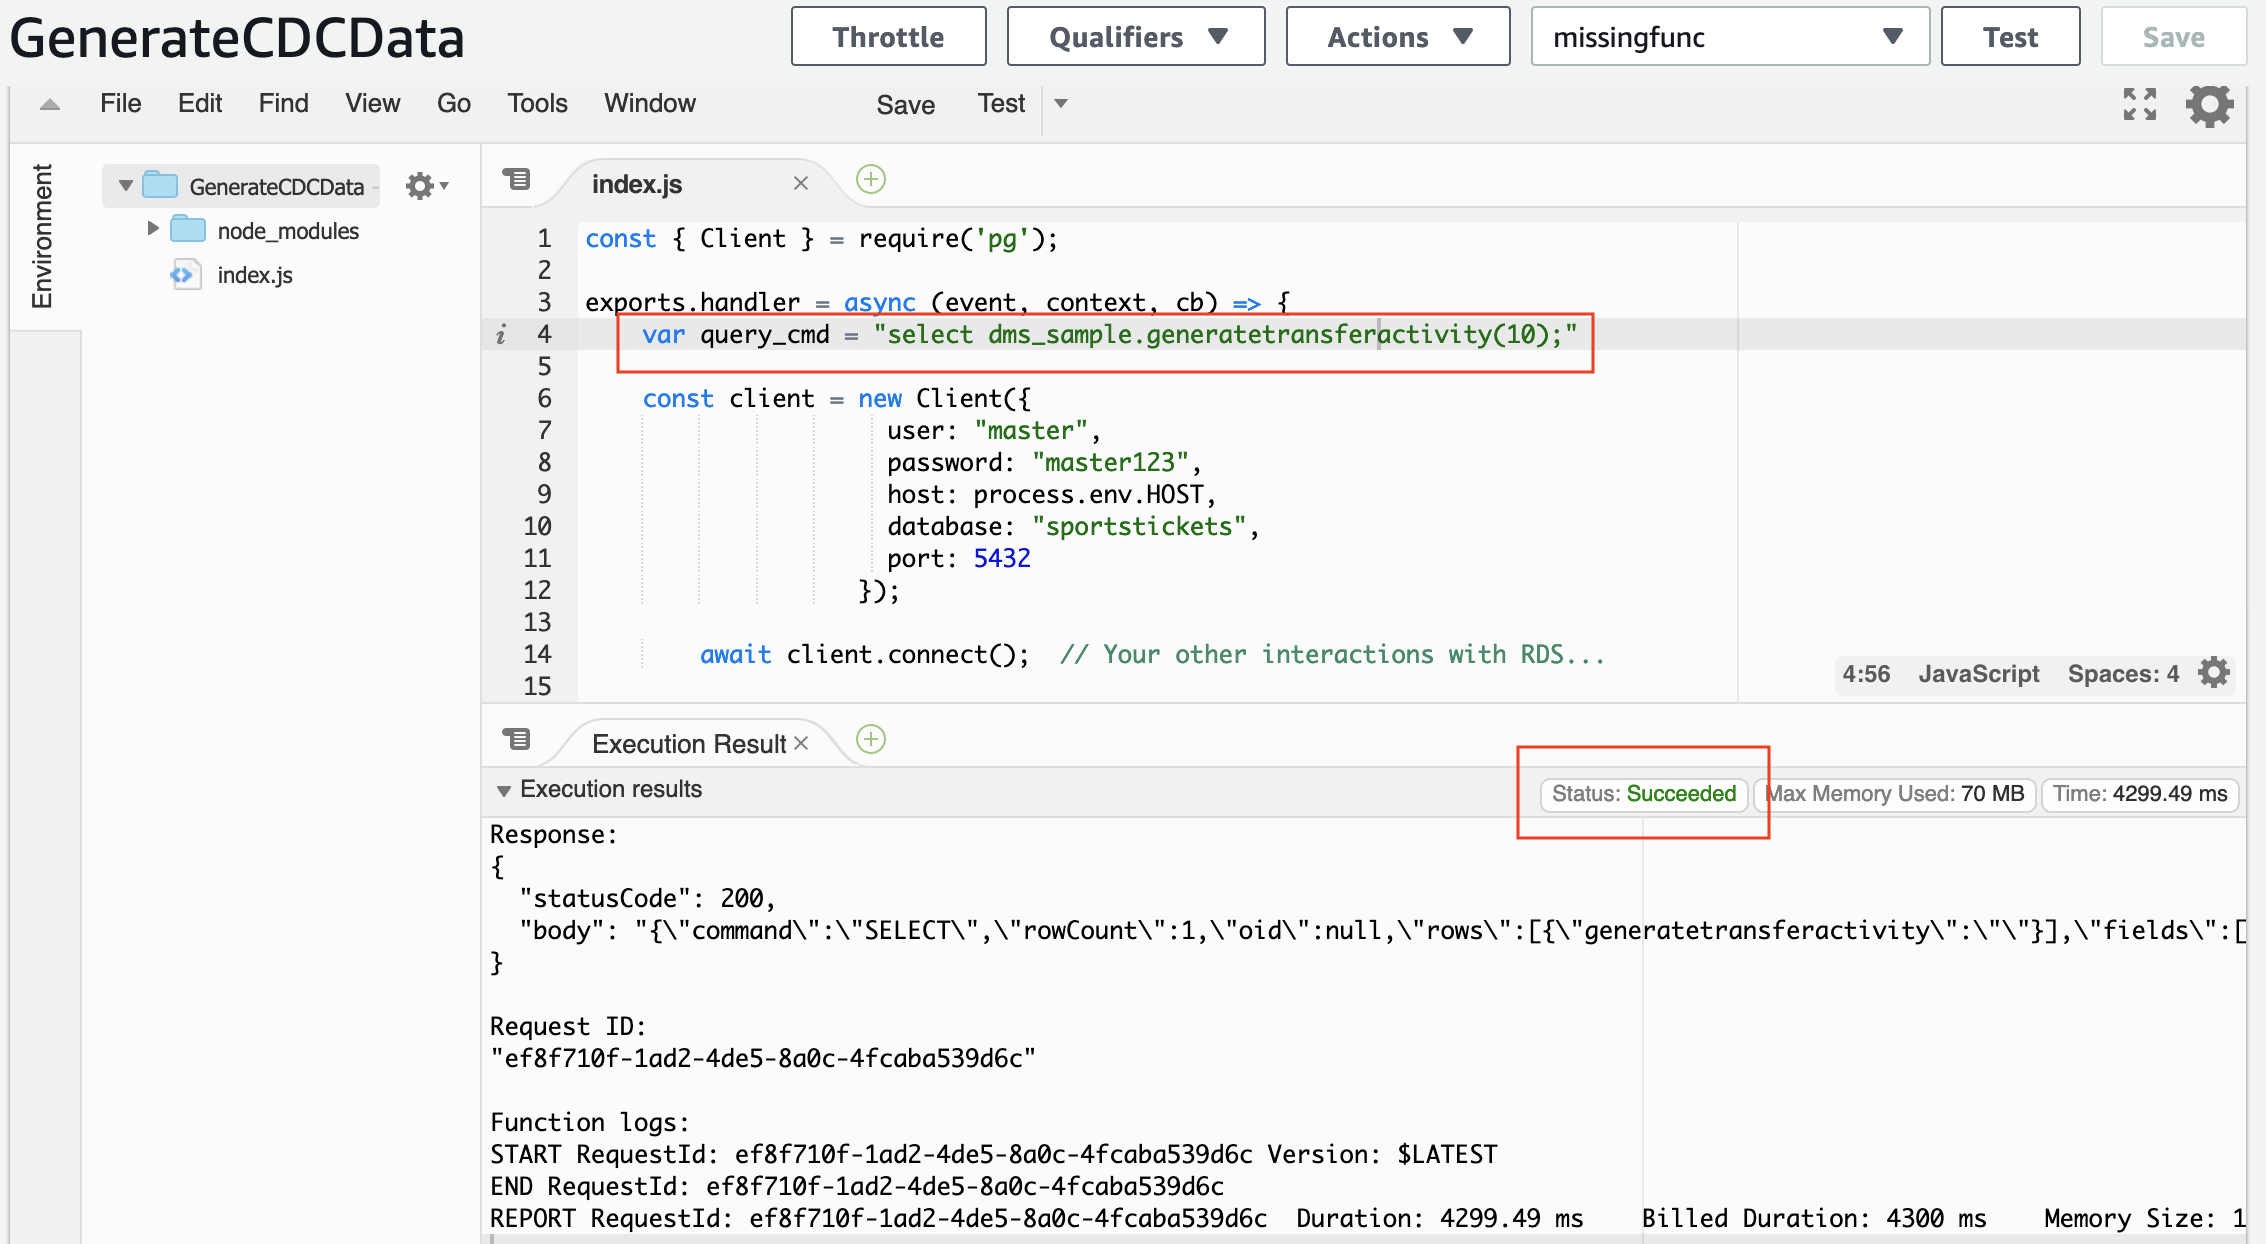 GenerateCDCData Throttle Qualifiers Actions missingfunc Test Save
File Edit Find View Go Tools Window Save Test
Environment
GenerateCDCData
node_modules
index.js
index.js
1 const { Client } = require('pg');
2
3 exports.handler = async (event, context, cb) => {
4 var query_cmd = "select dms_sample.generatetransferactivity(10);"
5
6 const client = new Client({
7 user: "master",
8 password: "master123",
9 host: process.env.HOST,
10 database: "sportstickets",
11 port: 5432
12 });
13
14 await client.connect(); // Your other interactions with RDS...
15
4:56 JavaScript Spaces: 4
Execution Result
Execution results Status: Succeeded Max Memory Used: 70 MB Time: 4299.49 ms
Response:
{
"statusCode": 200,
"body": "{\"command\":\"SELECT\",\"rowCount\":1,\"oid\":null,\"rows\":[{\"generatetransferactivity\":\"\"}],\"fields\":[
}
Request ID:
"ef8f710f-1ad2-4de5-8a0c-4fcaba539d6c"
Function logs:
START RequestId: ef8f710f-1ad2-4de5-8a0c-4fcaba539d6c Version: $LATEST
END RequestId: ef8f710f-1ad2-4de5-8a0c-4fcaba539d6c
REPORT RequestId: ef8f710f-1ad2-4de5-8a0c-4fcaba539d6c Duration: 4299.49 ms Billed Duration: 4300 ms Memory Size: 1